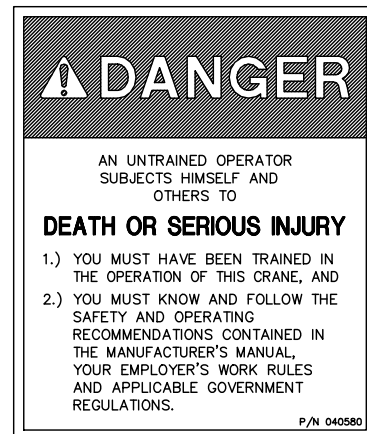 DANGER
AN UNTRAINED OPERATOR
SUBJECTS HIMSELF AND
OTHERS TO
DEATH OR SERIOUS INJURY
1.) YOU MUST HAVE BEEN TRAINED IN
THE OPERATION OF THIS CRANE, AND
2.) YOU MUST KNOW AND FOLLOW THE
SAFETY AND OPERATING
RECOMMENDATIONS CONTAINED IN
THE MANUFACTURER'S MANUAL,
YOUR EMPLOYER'S WORK RULES
AND APPLICABLE GOVERNMENT
REGULATIONS.
P/N 040580